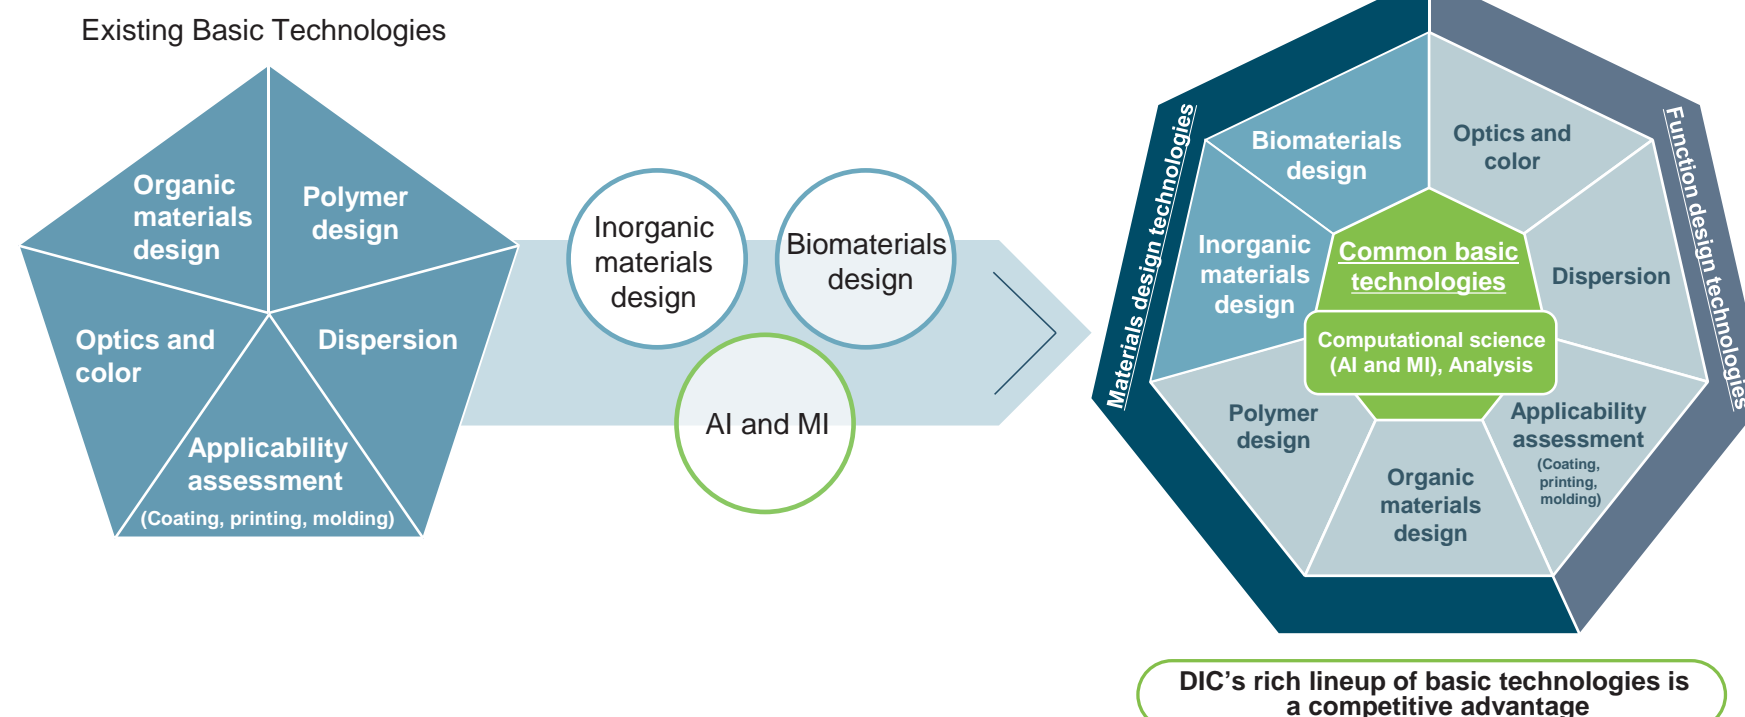 Existing Basic Technologies
Organic
materials
design
Polymer
design
Optics and
color
Dispersion
Applicability
assessment
(Coating, printing, molding)
Inorganic
materials
design
Biomaterials
design
AI and MI
Materials design technologies
Function design technologies
Biomaterials
design
Optics and
color
Inorganic
materials
design
Common basic
technologies
Dispersion
Computational science
(AI and MI), Analysis
Polymer
design
Organic
materials
design
Applicability
assessment
(Coating,
printing,
molding)
DIC’s rich lineup of basic technologies is
a competitive advantage